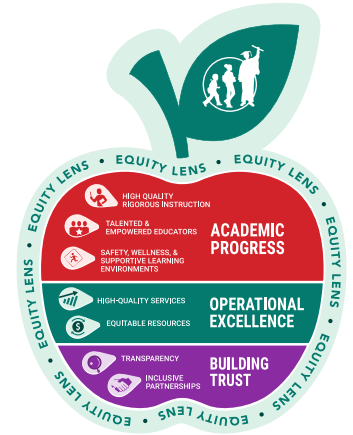 EQUITY LENS • EQUITY LENS • EQUITY LENS • EQUITY LENS • EQUITY LENS • EQUITY LENS • EQUITY LENS • EQUITY LENS • EQUITY LENS •
HIGH QUALITY
RIGOROUS INSTRUCTION
TALENTED &
EMPOWERED EDUCATORS
SAFETY, WELLNESS, &
SUPPORTIVE LEARNING
ENVIRONMENTS
ACADEMIC
PROGRESS
HIGH-QUALITY SERVICES
EQUITABLE RESOURCES
$
OPERATIONAL
EXCELLENCE
TRANSPARENCY
INCLUSIVE
PARTNERSHIPS
BUILDING
TRUST